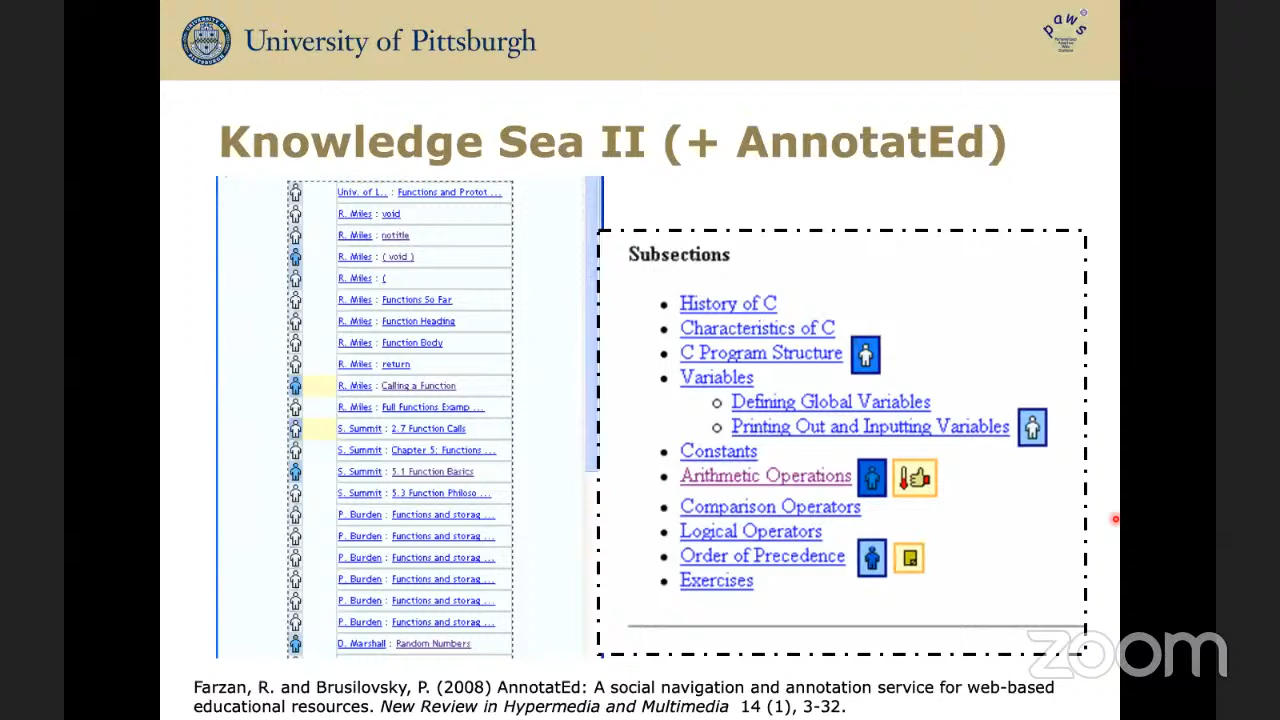 University of Pittsburgh
paws
Knowledge Sea II (+ AnnotatEd)
Univ. of L.. : Functions and Protot ...
R. Miles : void
R. Miles : notitle
R. Miles : ( void )
R. Miles : (
R. Miles : Functions So Far
R. Miles : Function Heading
R. Miles : Function Body
R. Miles : return
R. Miles : Calling a Function
R. Miles : Full Functions Examp ...
S. Summit : 2.7 Function Calls
S. Summit : Chapter 5: Functions ...
S. Summit : 5.1 Function Basics
S. Summit : 5.3 Function Philoso ...
P. Burden : Functions and storag ...
P. Burden : Functions and storag ...
P. Burden : Functions and storag ...
P. Burden : Functions and storag ...
P. Burden : Functions and storag ...
P. Burden : Functions and storag ...
D. Marshall : Random Numbers
Subsections
History of C
Characteristics of C
C Program Structure
Variables
Defining Global Variables
Printing Out and Inputting Variables
Constants
Arithmetic Operations
Comparison Operators
Logical Operators
Order of Precedence
Exercises
zoom
Farzan, R. and Brusilovsky, P. (2008) AnnotatEd: A social navigation and annotation service for web-based
educational resources. New Review in Hypermedia and Multimedia 14 (1), 3-32.